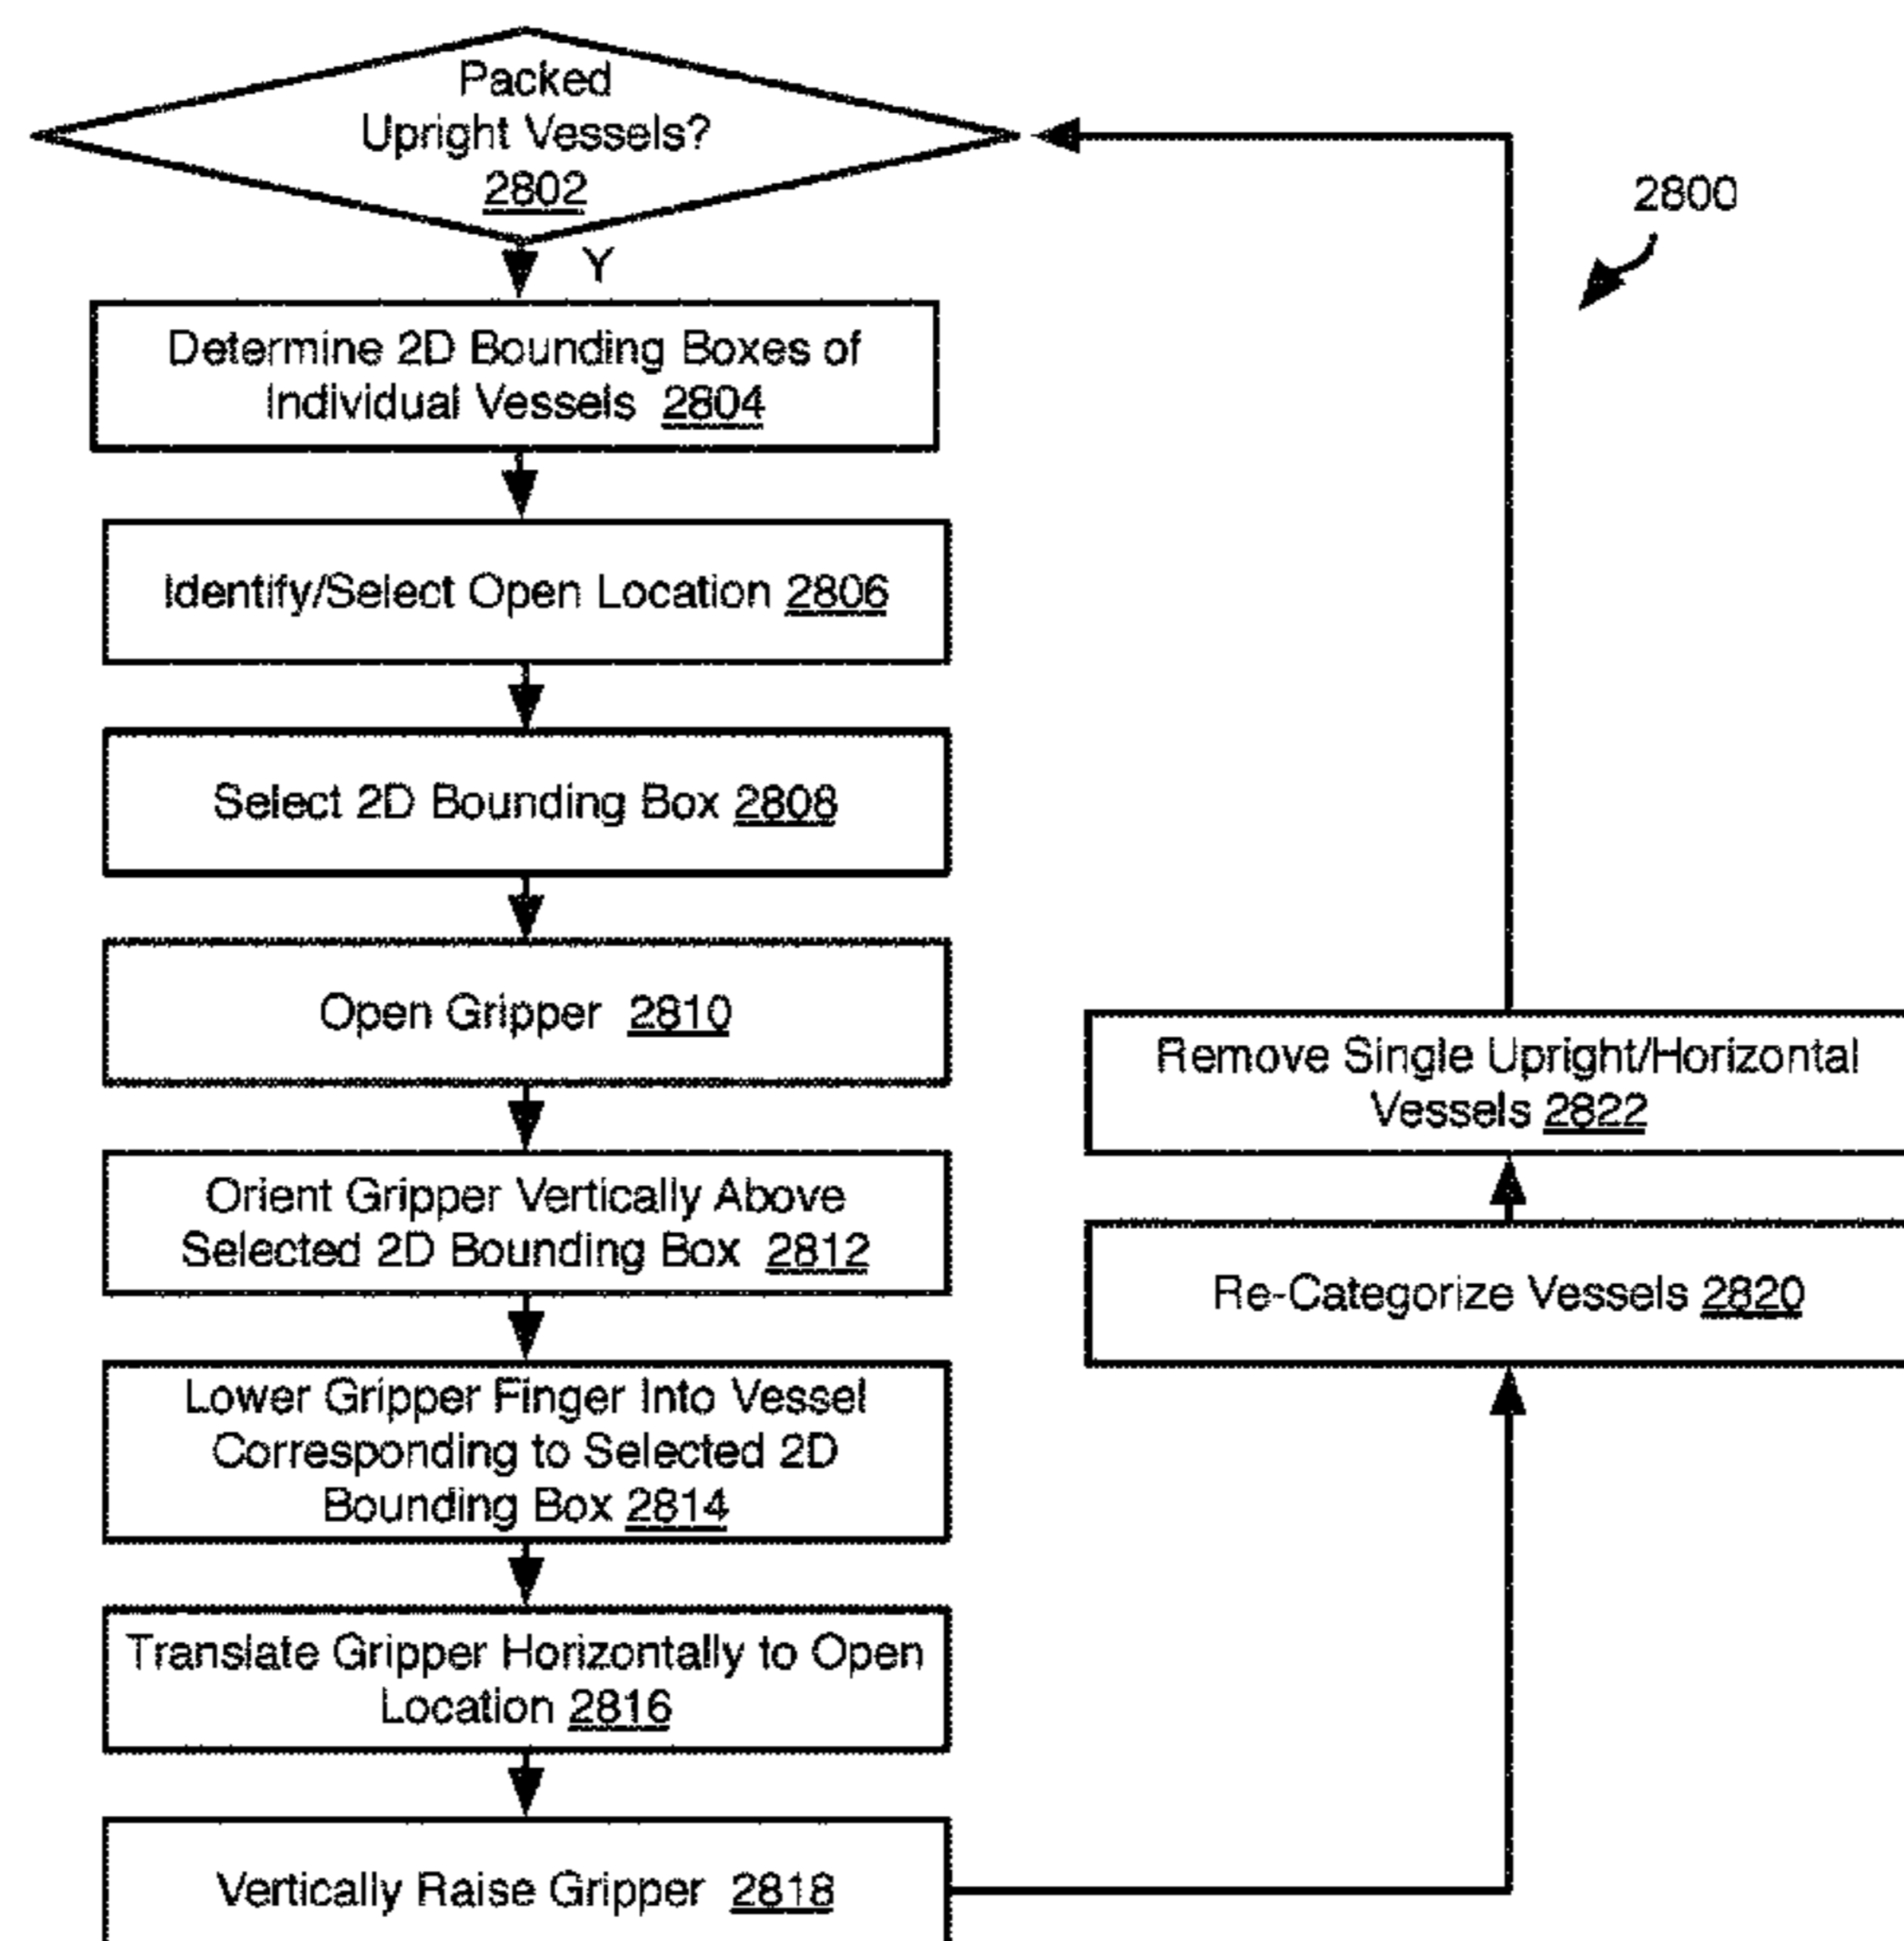 Packed
Upright Vessels?
2802
Y
2800
Determine 2D Bounding Boxes of
Individual Vessels 2804
Identify/Select Open Location 2806
Select 2D Bounding Box 2808
Open Gripper 2810
Orient Gripper Vertically Above
Selected 2D Bounding Box 2812
Lower Gripper Finger Into Vessel
Corresponding to Selected 2D
Bounding Box 2814
Translate Gripper Horizontally to Open
Location 2816
Vertically Raise Gripper 2818
Re-Categorize Vessels 2820
Remove Single Upright/Horizontal
Vessels 2822